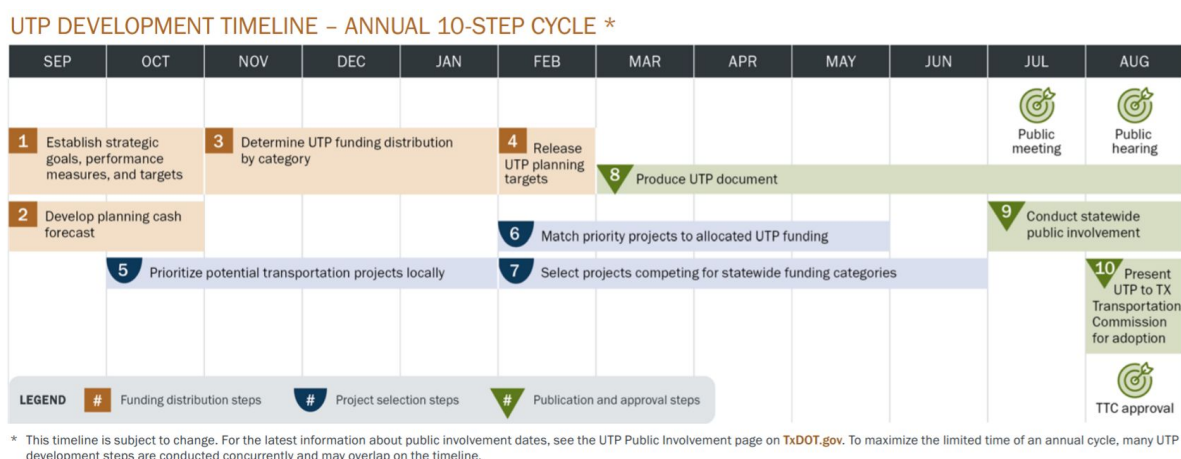 UTP DEVELOPMENT TIMELINE – ANNUAL 10-STEP CYCLE *
SEP OCT NOV DEC JAN FEB MAR APR MAY JUN JUL AUG
Public
meeting
Public
hearing
1 Establish strategic
goals, performance
measures, and targets
3 Determine UTP funding distribution
by category
4 Release
UTP planning
targets
8 Produce UTP document
2 Develop planning cash
forecast
6 Match priority projects to allocated UTP funding
9 Conduct statewide
public involvement
5 Prioritize potential transportation projects locally
7 Select projects competing for statewide funding categories
10 Present
UTP to TX
Transportation
Commission
for adoption
TTC approval
LEGEND # Funding distribution steps # Project selection steps # Publication and approval steps
* This timeline is subject to change. For the latest information about public involvement dates, see the UTP Public Involvement page on TxDOT.gov. To maximize the limited time of an annual cycle, many UTP
development steps are conducted concurrently and may overlap on the timeline.